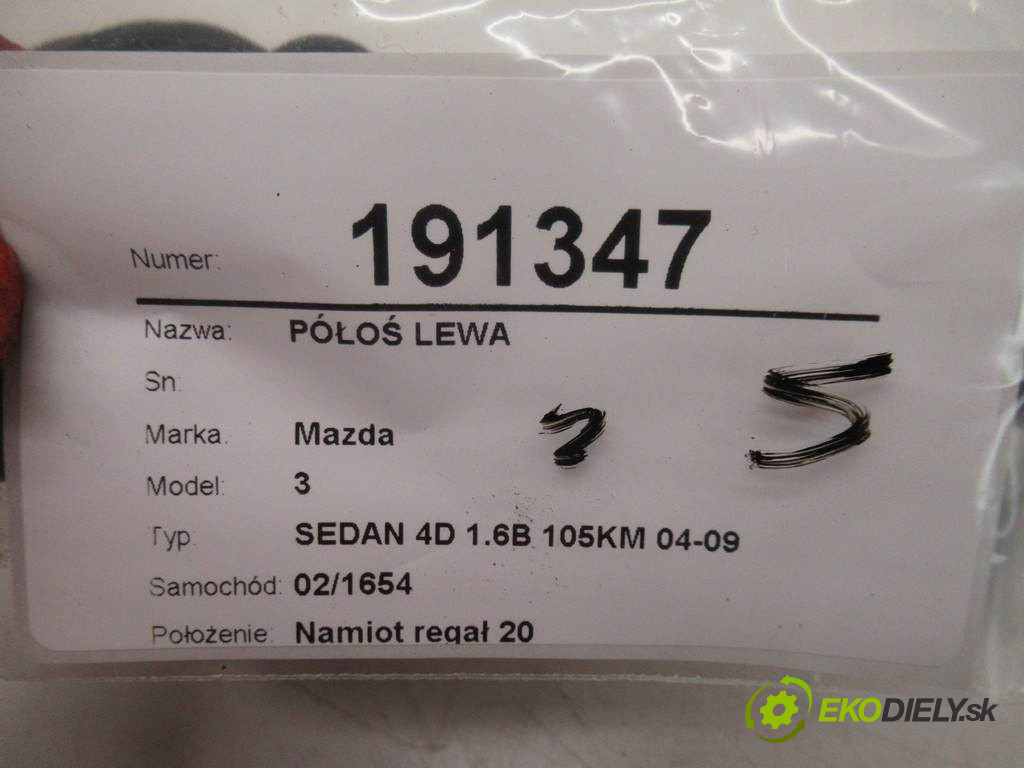 Numer: 191347
Nazwa: PÓŁOŚ LEWA
Sn:
Marka: Mazda
5
Model: 3
Typ: SEDAN 4D 1.6B 105KM 04-09
Samochód: 02/1654
Położenie: Namiot regał 20
EKODIELY.sk